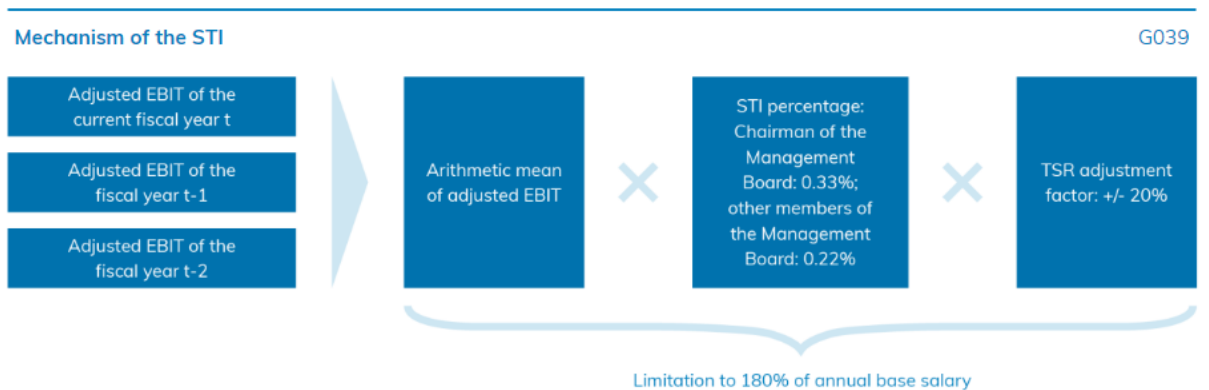 Mechanism of the STI
G039
Adjusted EBIT of the
current fiscal year t
Adjusted EBIT of the
fiscal year t-1
Adjusted EBIT of the
fiscal year t-2
Arithmetic mean
of adjusted EBIT
STI percentage:
Chairman of the
Management
Board: 0.33%;
other members of
the Management
Board: 0.22%
TSR adjustment
factor: +/- 20%
Limitation to 180% of annual base salary